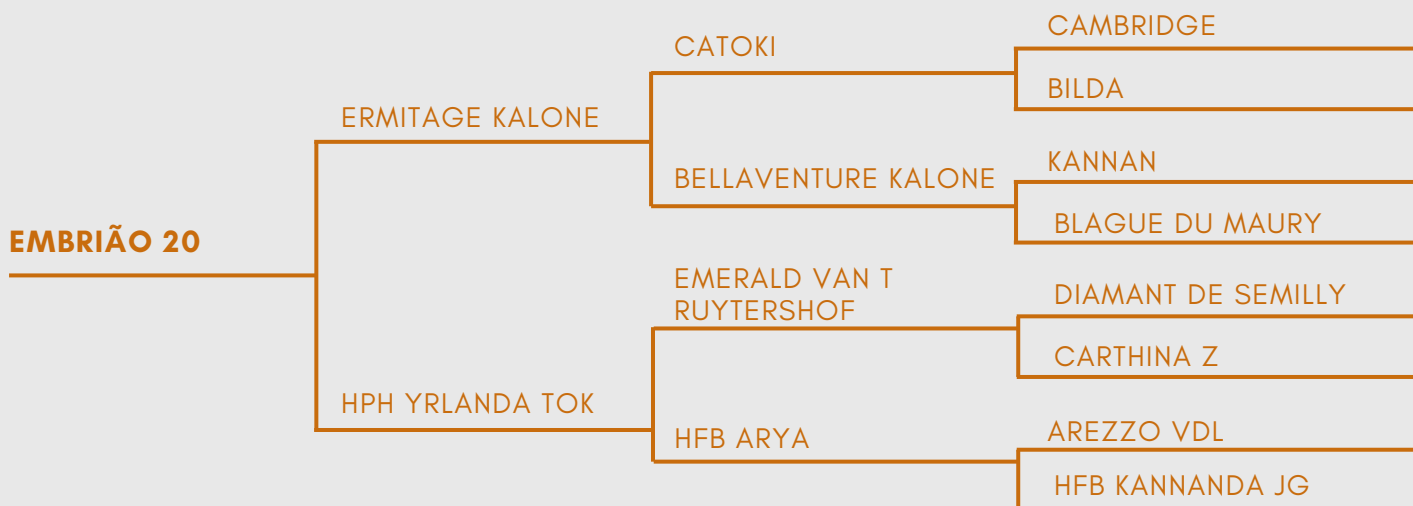 CAMBRIDGE
CATOKI
BILDA
ERMITAGE KALONE
KANNAN
BELLAVENTURE KALONE
BLAGUE DU MAURY
EMBRIÃO 20
EMERALD VAN T
RUYTERSHOF
DIAMANT DE SEMILLY
CARTHINA Z
HPH YRLANDA TOK
AREZZO VDL
HFB ARYA
HFB KANNANDA JG